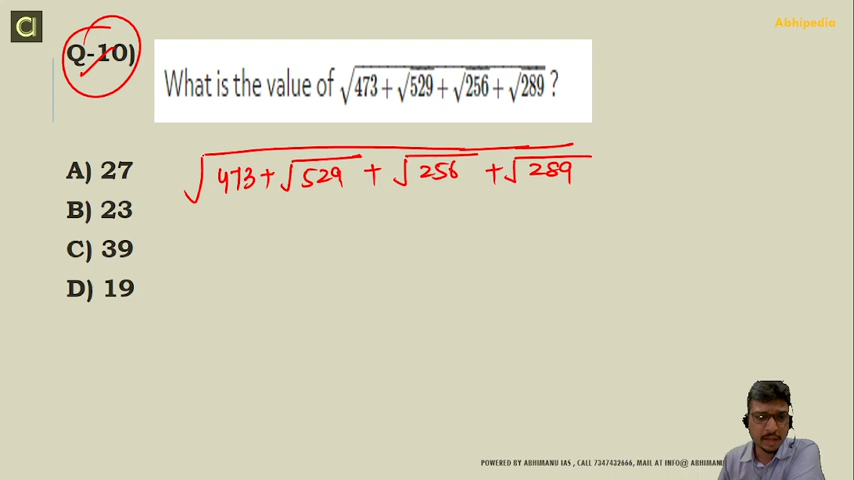 Abhipedia
Q-10)
What is the value of √473 + √529 + √256 + √289 ?
√473 + √529 + √256 + √289
A) 27
B) 23
C) 39
D) 19
POWERED BY ABHIMANU IAS , CALL 7347432666, MAIL AT INFO@ ABHIMANU